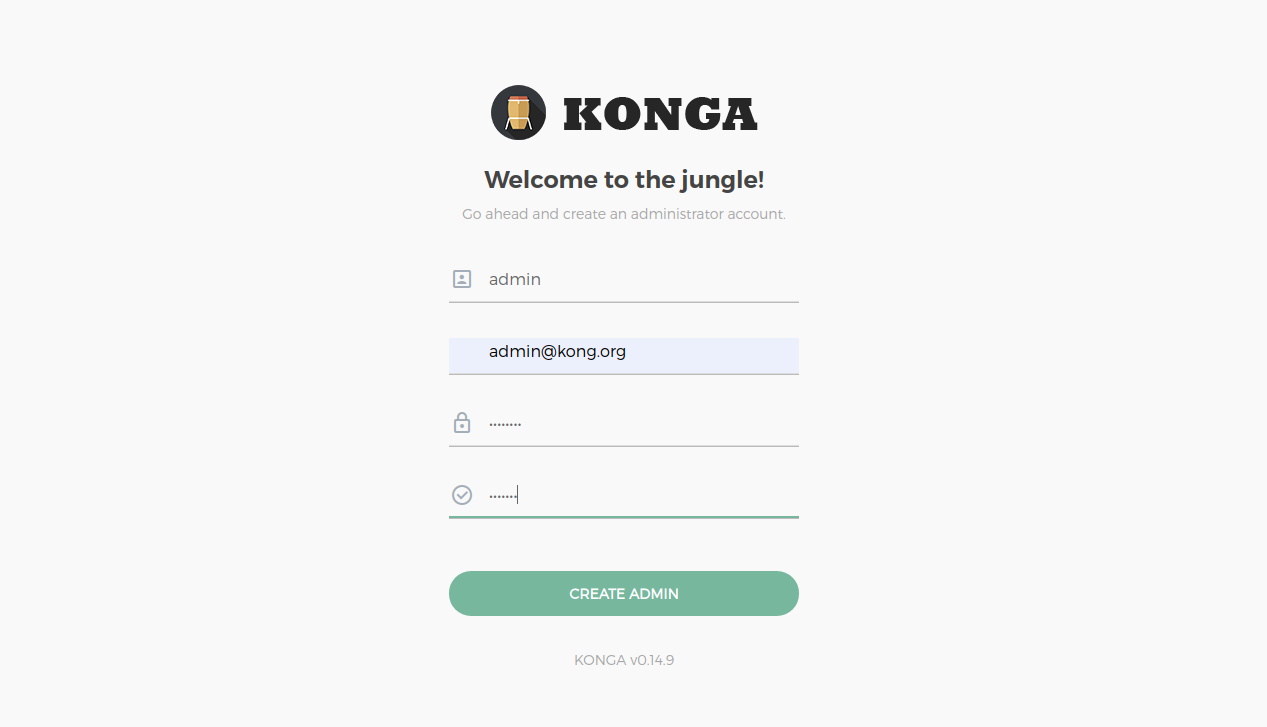 KONGA
Welcome to the jungle!
Go ahead and create an administrator account.
admin
admin@kong.org
••••••••
•••••••
CREATE ADMIN
KONGA v0.14.9